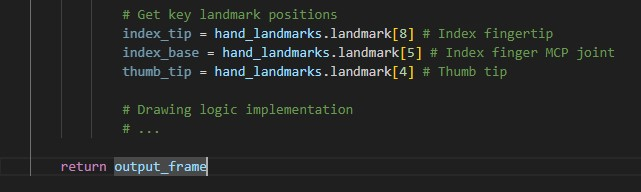 # Get key landmark positions
index_tip = hand_landmarks.landmark[8] # Index fingertip
index_base = hand_landmarks.landmark[5] # Index finger MCP joint
thumb_tip = hand_landmarks.landmark[4] # Thumb tip
# Drawing logic implementation
# ...
return output_frame